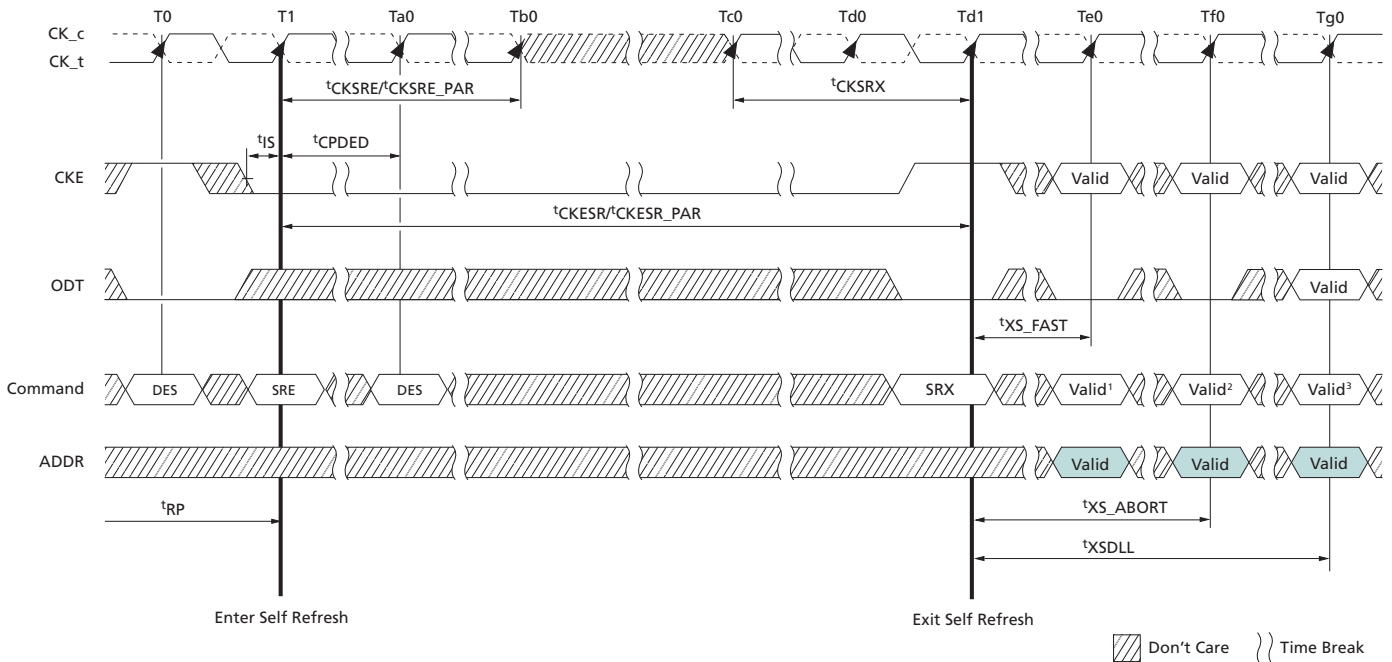 T0 T1 Ta0 Tb0 Tc0 Td0 Td1 Te0 Tf0 Tg0
CK_c
CK_t
tCKSRE/tCKSRE_PAR tCKSRX
tIS tCPDED
CKE Valid Valid Valid
tCKESR/tCKESR_PAR
ODT Valid
tXS_FAST
Command DES SRE DES SRX Valid1 Valid2 Valid3
ADDR Valid Valid Valid
tRP tXS_ABORT
tXSDLL
Enter Self Refresh Exit Self Refresh
Don't Care Time Break